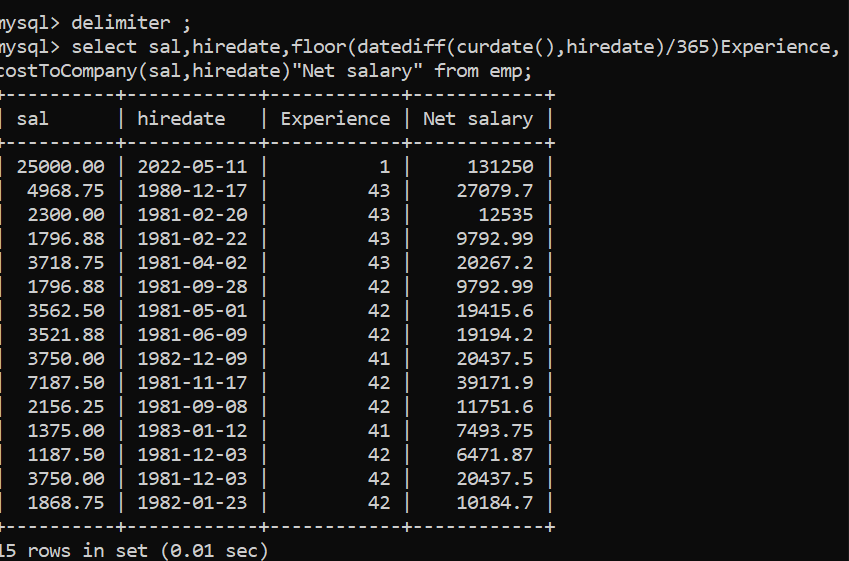 mysql> delimiter ;
mysql> select sal,hiredate,floor(datediff(curdate(),hiredate)/365)Experience,
costToCompany(sal,hiredate)"Net salary" from emp;
+----------+------------+------------+------------+
| sal      | hiredate   | Experience | Net salary |
+----------+------------+------------+------------+
| 25000.00 | 2022-05-11 |          1 |     131250 |
|  4968.75 | 1980-12-17 |         43 |    27079.7 |
|  2300.00 | 1981-02-20 |         43 |      12535 |
|  1796.88 | 1981-02-22 |         43 |    9792.99 |
|  3718.75 | 1981-04-02 |         43 |    20267.2 |
|  1796.88 | 1981-09-28 |         42 |    9792.99 |
|  3562.50 | 1981-05-01 |         42 |    19415.6 |
|  3521.88 | 1981-06-09 |         42 |    19194.2 |
|  3750.00 | 1982-12-09 |         41 |    20437.5 |
|  7187.50 | 1981-11-17 |         42 |    39171.9 |
|  2156.25 | 1981-09-08 |         42 |    11751.6 |
|  1375.00 | 1983-01-12 |         41 |    7493.75 |
|  1187.50 | 1981-12-03 |         42 |    6471.87 |
|  3750.00 | 1981-12-03 |         42 |    20437.5 |
|  1868.75 | 1982-01-23 |         42 |    10184.7 |
+----------+------------+------------+------------+
15 rows in set (0.01 sec)